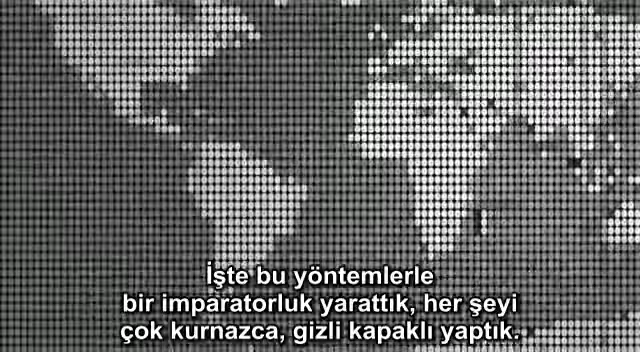 İşte bu yöntemlerle
bir imparatorluk yarattık, her şeyi
çok kurnazca, gizli kapaklı yaptık.